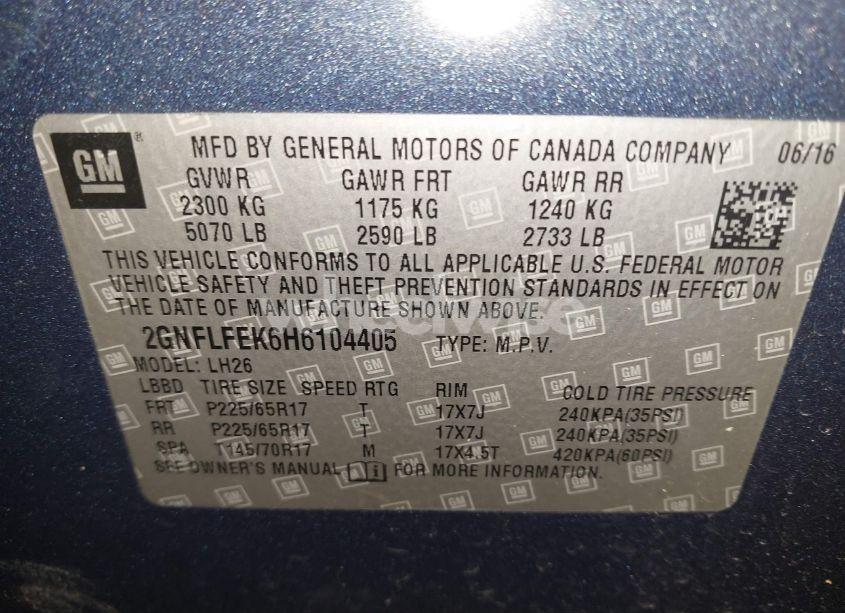 GM MFD BY GENERAL MOTORS OF CANADA COMPANY 06/16
GVWR GAWR FRT GAWR RR
2300 KG 1175 KG 1240 KG
5070 LB 2590 LB 2733 LB
THIS VEHICLE CONFORMS TO ALL APPLICABLE U.S. FEDERAL MOTOR
VEHICLE SAFETY AND THEFT PREVENTION STANDARDS IN EFFECT ON
THE DATE OF MANUFACTURE SHOWN ABOVE.
2GNFLFEK6H6104405 TYPE: M.P.V.
MODEL: LH26
LBBD TIRE SIZE SPEED RTG RIM COLD TIRE PRESSURE
FRT P225/65R17 T 17X7J 240KPA(35PSI)
RR P225/65R17 T 17X7J 240KPA(35PSI)
SPA T145/70R17 M 17X4.5T 420KPA(60PSI)
SEE OWNER'S MANUAL FOR MORE INFORMATION.